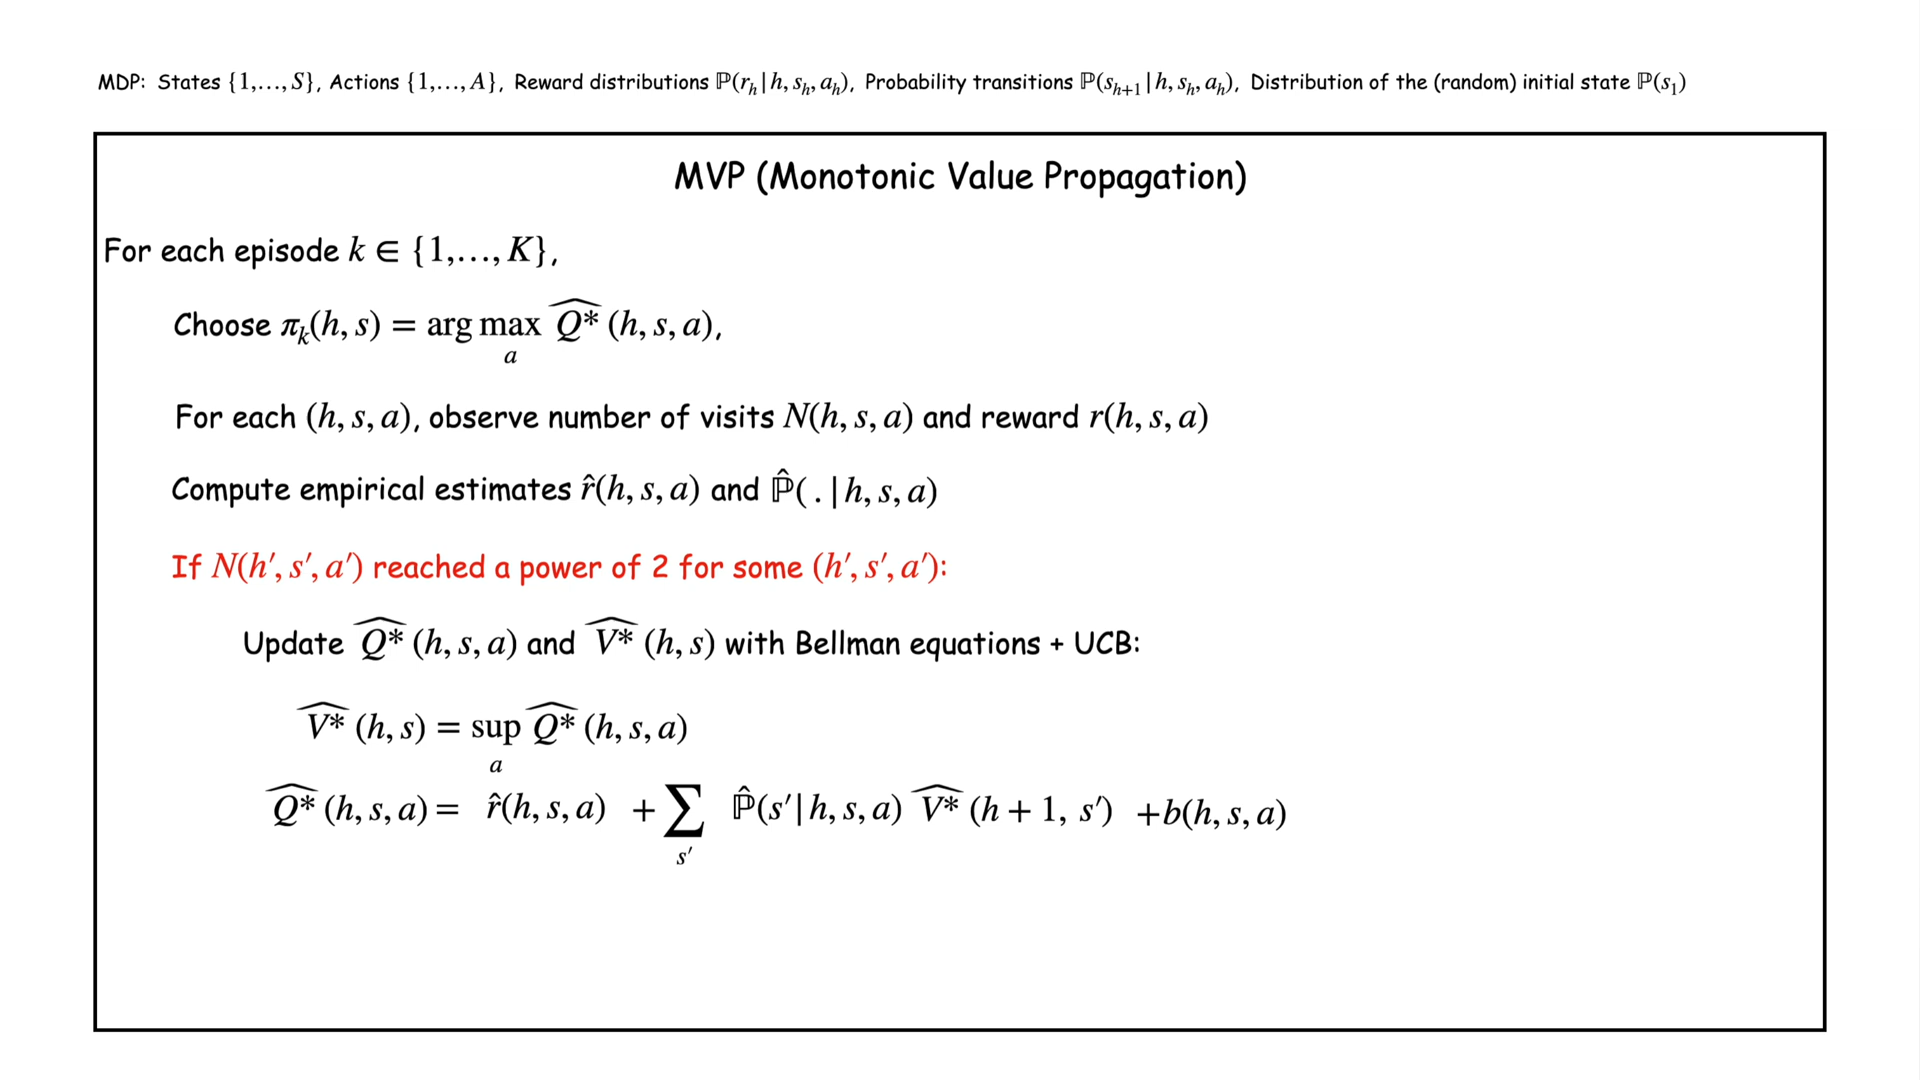 MDP: States {1,…,S}, Actions {1,…,A}, Reward distributions ℙ(r_h | h, s_h, a_h), Probability transitions ℙ(s_{h+1} | h, s_h, a_h), Distribution of the (random) initial state ℙ(s_1)
MVP (Monotonic Value Propagation)
For each episode k ∈ {1,…,K},
Choose π_k(h, s) = arg max_a \widehat{Q*}(h, s, a),
For each (h, s, a), observe number of visits N(h, s, a) and reward r(h, s, a)
Compute empirical estimates r̂(h, s, a) and ℙ̂( . | h, s, a)
If N(h′, s′, a′) reached a power of 2 for some (h′, s′, a′):
Update \widehat{Q*}(h, s, a) and \widehat{V*}(h, s) with Bellman equations + UCB:
\widehat{V*}(h, s) = sup_a \widehat{Q*}(h, s, a)
\widehat{Q*}(h, s, a) = r̂(h, s, a) + ∑_{s′} ℙ̂(s′ | h, s, a) \widehat{V*}(h + 1, s′) +b(h, s, a)